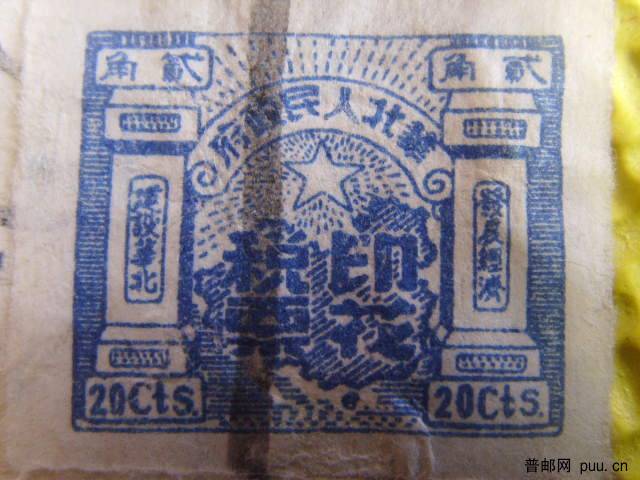 貳角
貳角
華北人民政府
發展經濟
建設華北
印花
税票
20Cts.
20Cts.
普邮网 puu.cn